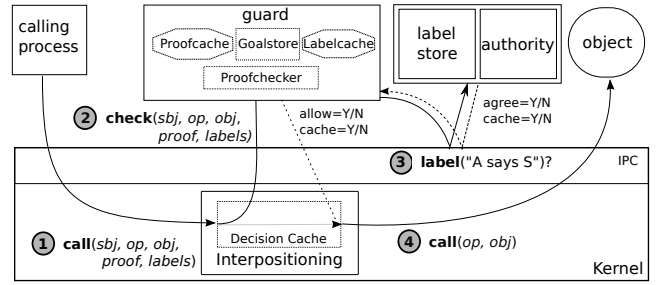 calling
process
guard
Proofcache
Goalstore
Labelcache
Proofchecker
label
store
authority
object
2 check(sbj, op, obj,
proof, labels)
allow=Y/N
cache=Y/N
agree=Y/N
cache=Y/N
3 label("A says S")?
IPC
1 call(sbj, op, obj,
proof, labels)
Decision Cache
Interpositioning
4 call(op, obj)
Kernel